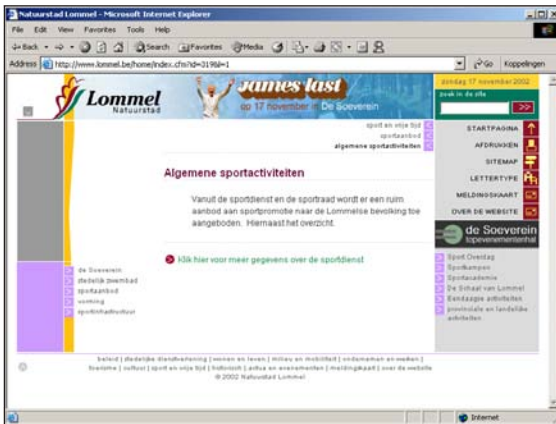 Natuurstad Lommel - Microsoft Internet Explorer
File Edit View Favorites Tools Help
Back Search Favorites Media
Address http://www.lommel.be/home/index.cfm?id=319&l=1 Go Koppelingen
Lommel
Natuurstad
james last
op 17 november in De Soeverein
zondag 17 november 2002
zoek in de site
>>
sport en vrije tijd
sportaanbod
algemene sportactiviteiten
STARTPAGINA
AFDRUKKEN
SITEMAP
LETTERTYPE
MELDINGSKAART
OVER DE WEBSITE
de Soeverein
topevenementenhal
Algemene sportactiviteiten
Vanuit de sportdienst en de sportraad wordt er een ruim
aanbod aan sportpromotie naar de Lommelse bevolking toe
aangeboden. Hiernaast het overzicht.
Klik hier voor meer gegevens over de sportdienst
de Soeverein
stedelijk zwembad
sportaanbod
vorming
sportinfrastructuur
Sport Overdag
Sportkampen
Sportacademie
De Schaal van Lommel
Eendaagse activiteiten
provinciale en landelijke
activiteiten
beleid | stedelijke dienstverlening | wonen en leven | milieu en mobiliteit | ondernemen en werken |
toerisme | cultuur | sport en vrije tijd | historiek | actua en evenementen | meldingskaart | over de website
© 2002 Natuurstad Lommel
Internet